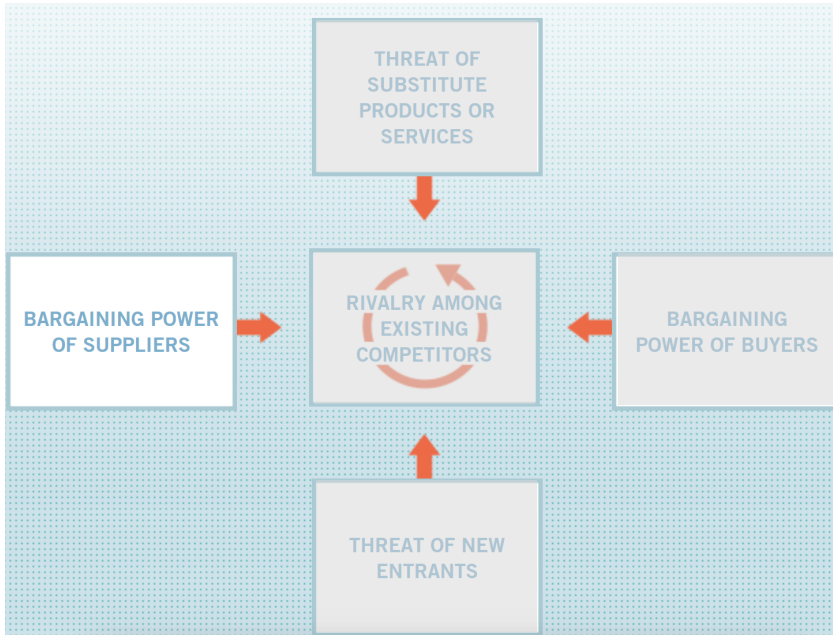 THREAT OF
SUBSTITUTE
PRODUCTS OR
SERVICES
BARGAINING POWER
OF SUPPLIERS
RIVALRY AMONG
EXISTING
COMPETITORS
BARGAINING
POWER OF BUYERS
THREAT OF NEW
ENTRANTS